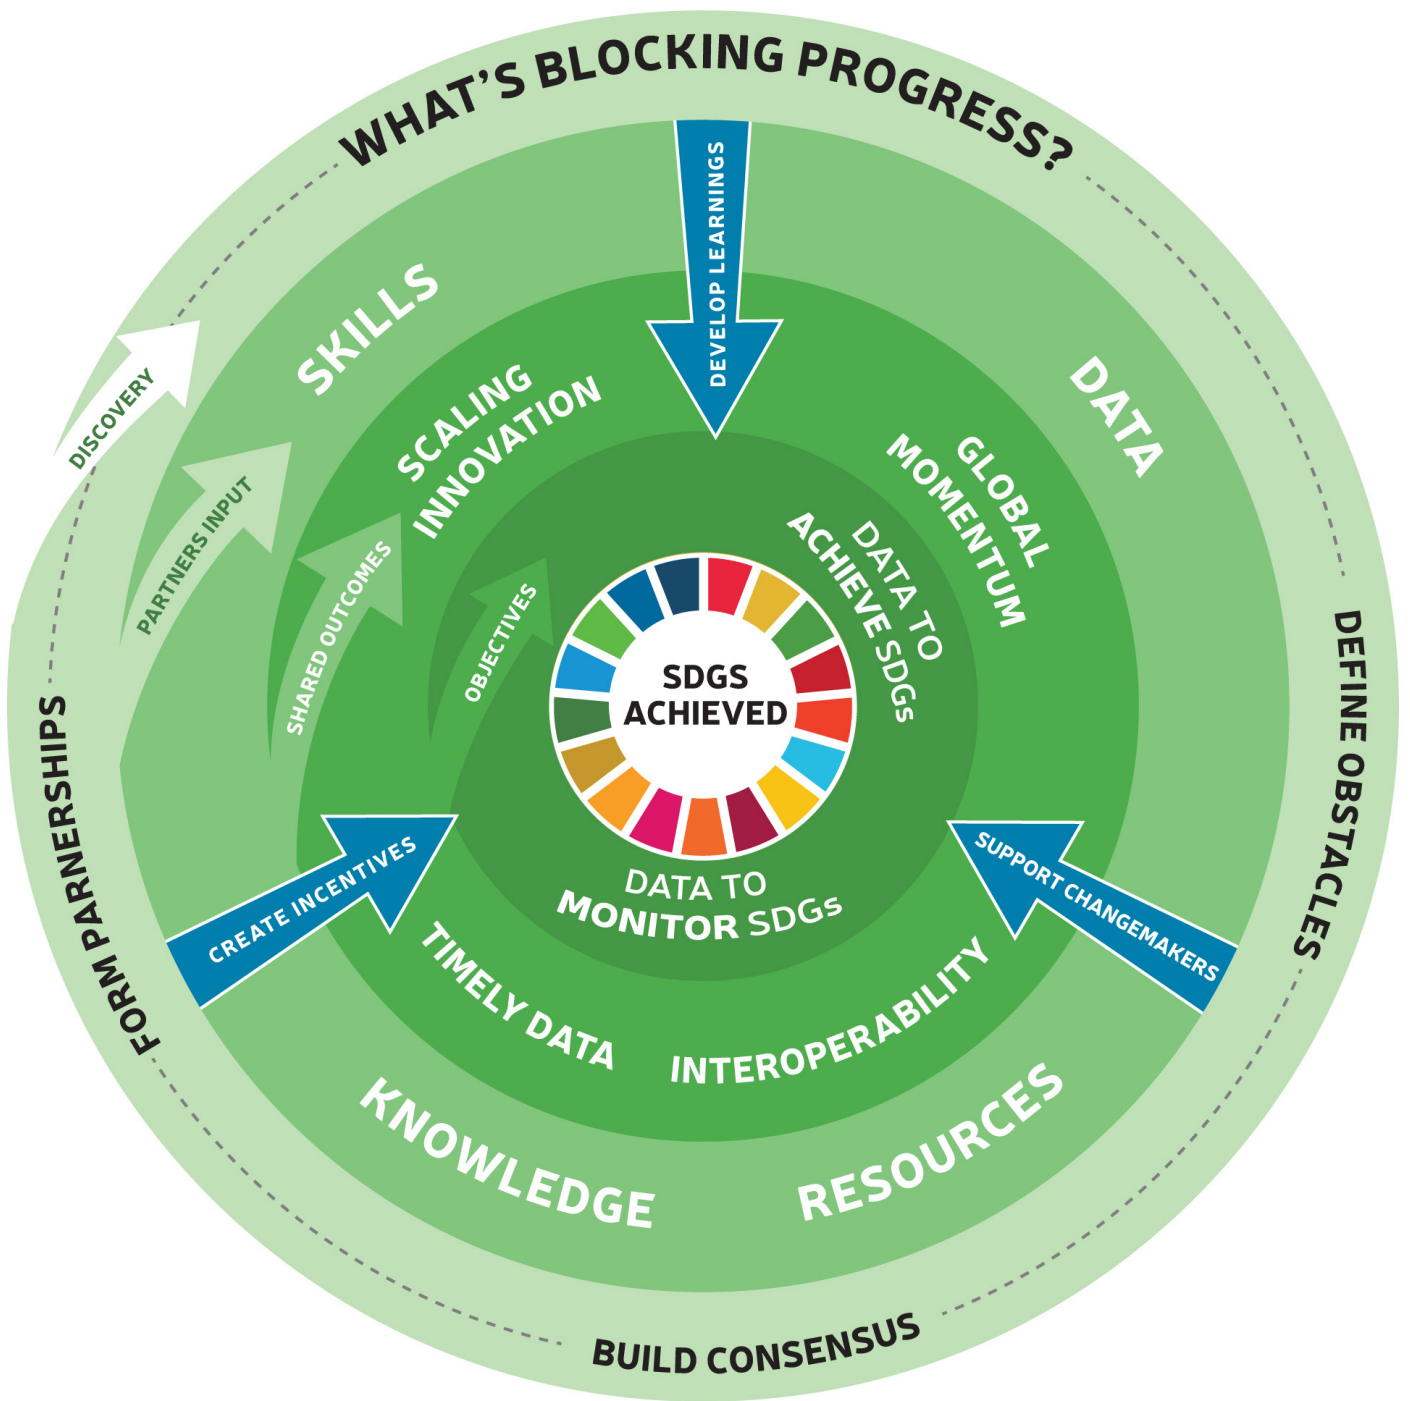 WHAT'S BLOCKING PROGRESS?
DEFINE OBSTACLES
BUILD CONSENSUS
FORM PARNERSHIPS
DISCOVERY
SKILLS
DATA
RESOURCES
KNOWLEDGE
PARTNERS INPUT
SCALING
INNOVATION
GLOBAL
MOMENTUM
INTEROPERABILITY
TIMELY DATA
SHARED OUTCOMES
DATA TO
ACHIEVE SDGs
DATA TO
MONITOR SDGs
OBJECTIVES
SDGS
ACHIEVED
DEVELOP LEARNINGS
SUPPORT CHANGEMAKERS
CREATE INCENTIVES